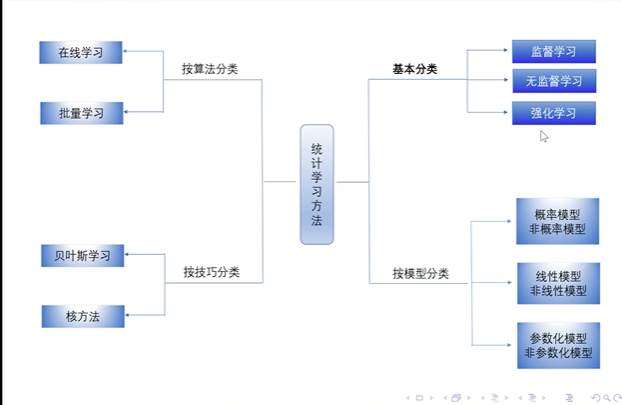 在线学习
按算法分类
批量学习
基本分类
监督学习
无监督学习
强化学习
统计学习方法
贝叶斯学习
按技巧分类
核方法
按模型分类
概率模型
非概率模型
线性模型
非线性模型
参数化模型
非参数化模型